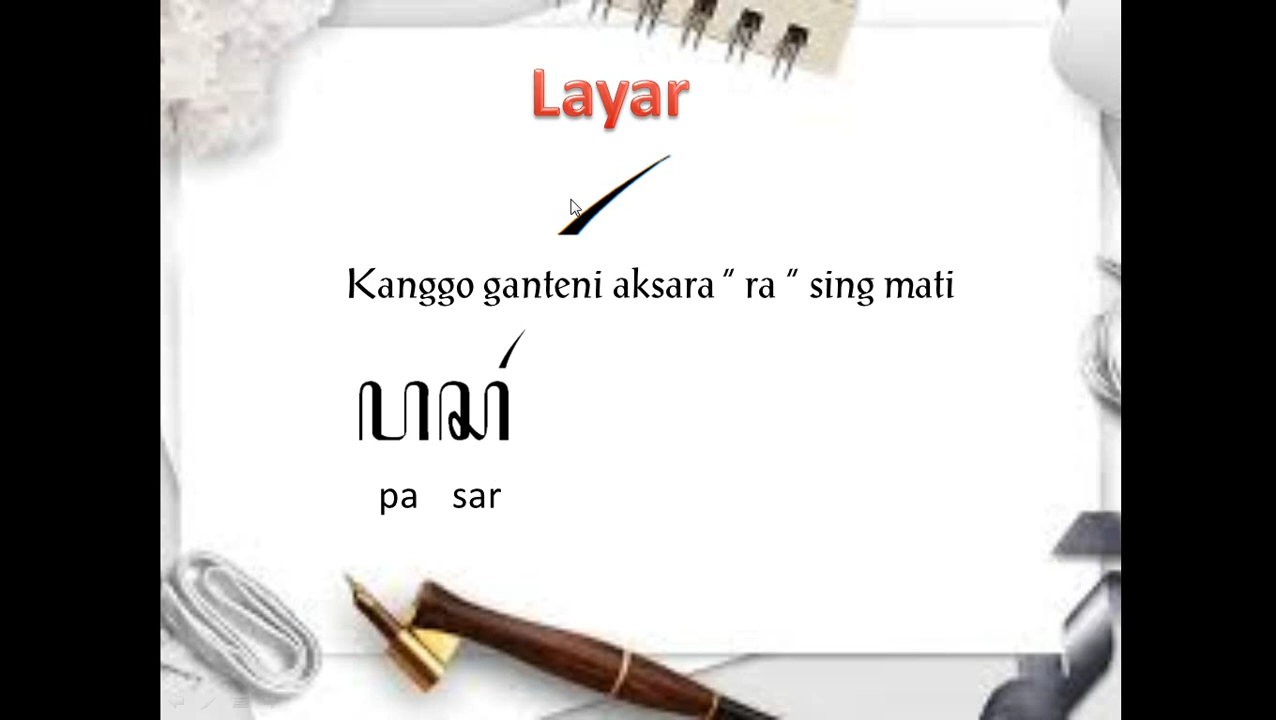 Layar
ꦂ
Kanggo ganteni aksara " ra " sing mati
ꦥꦱꦂ
pa sar